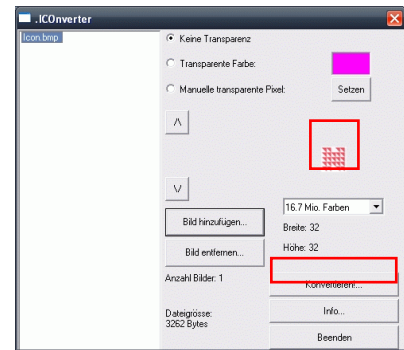 .ICOnverter
Icon.bmp
Keine Transparenz
Transparente Farbe:
Manuelle transparente Pixel:
Setzen
/\
\/
16.7 Mio. Farben
Bild hinzufügen...
Breite: 32
Bild entfernen...
Höhe: 32
Anzahl Bilder: 1
Konvertieren!...
Dateigrösse:
3262 Bytes
Info...
Beenden